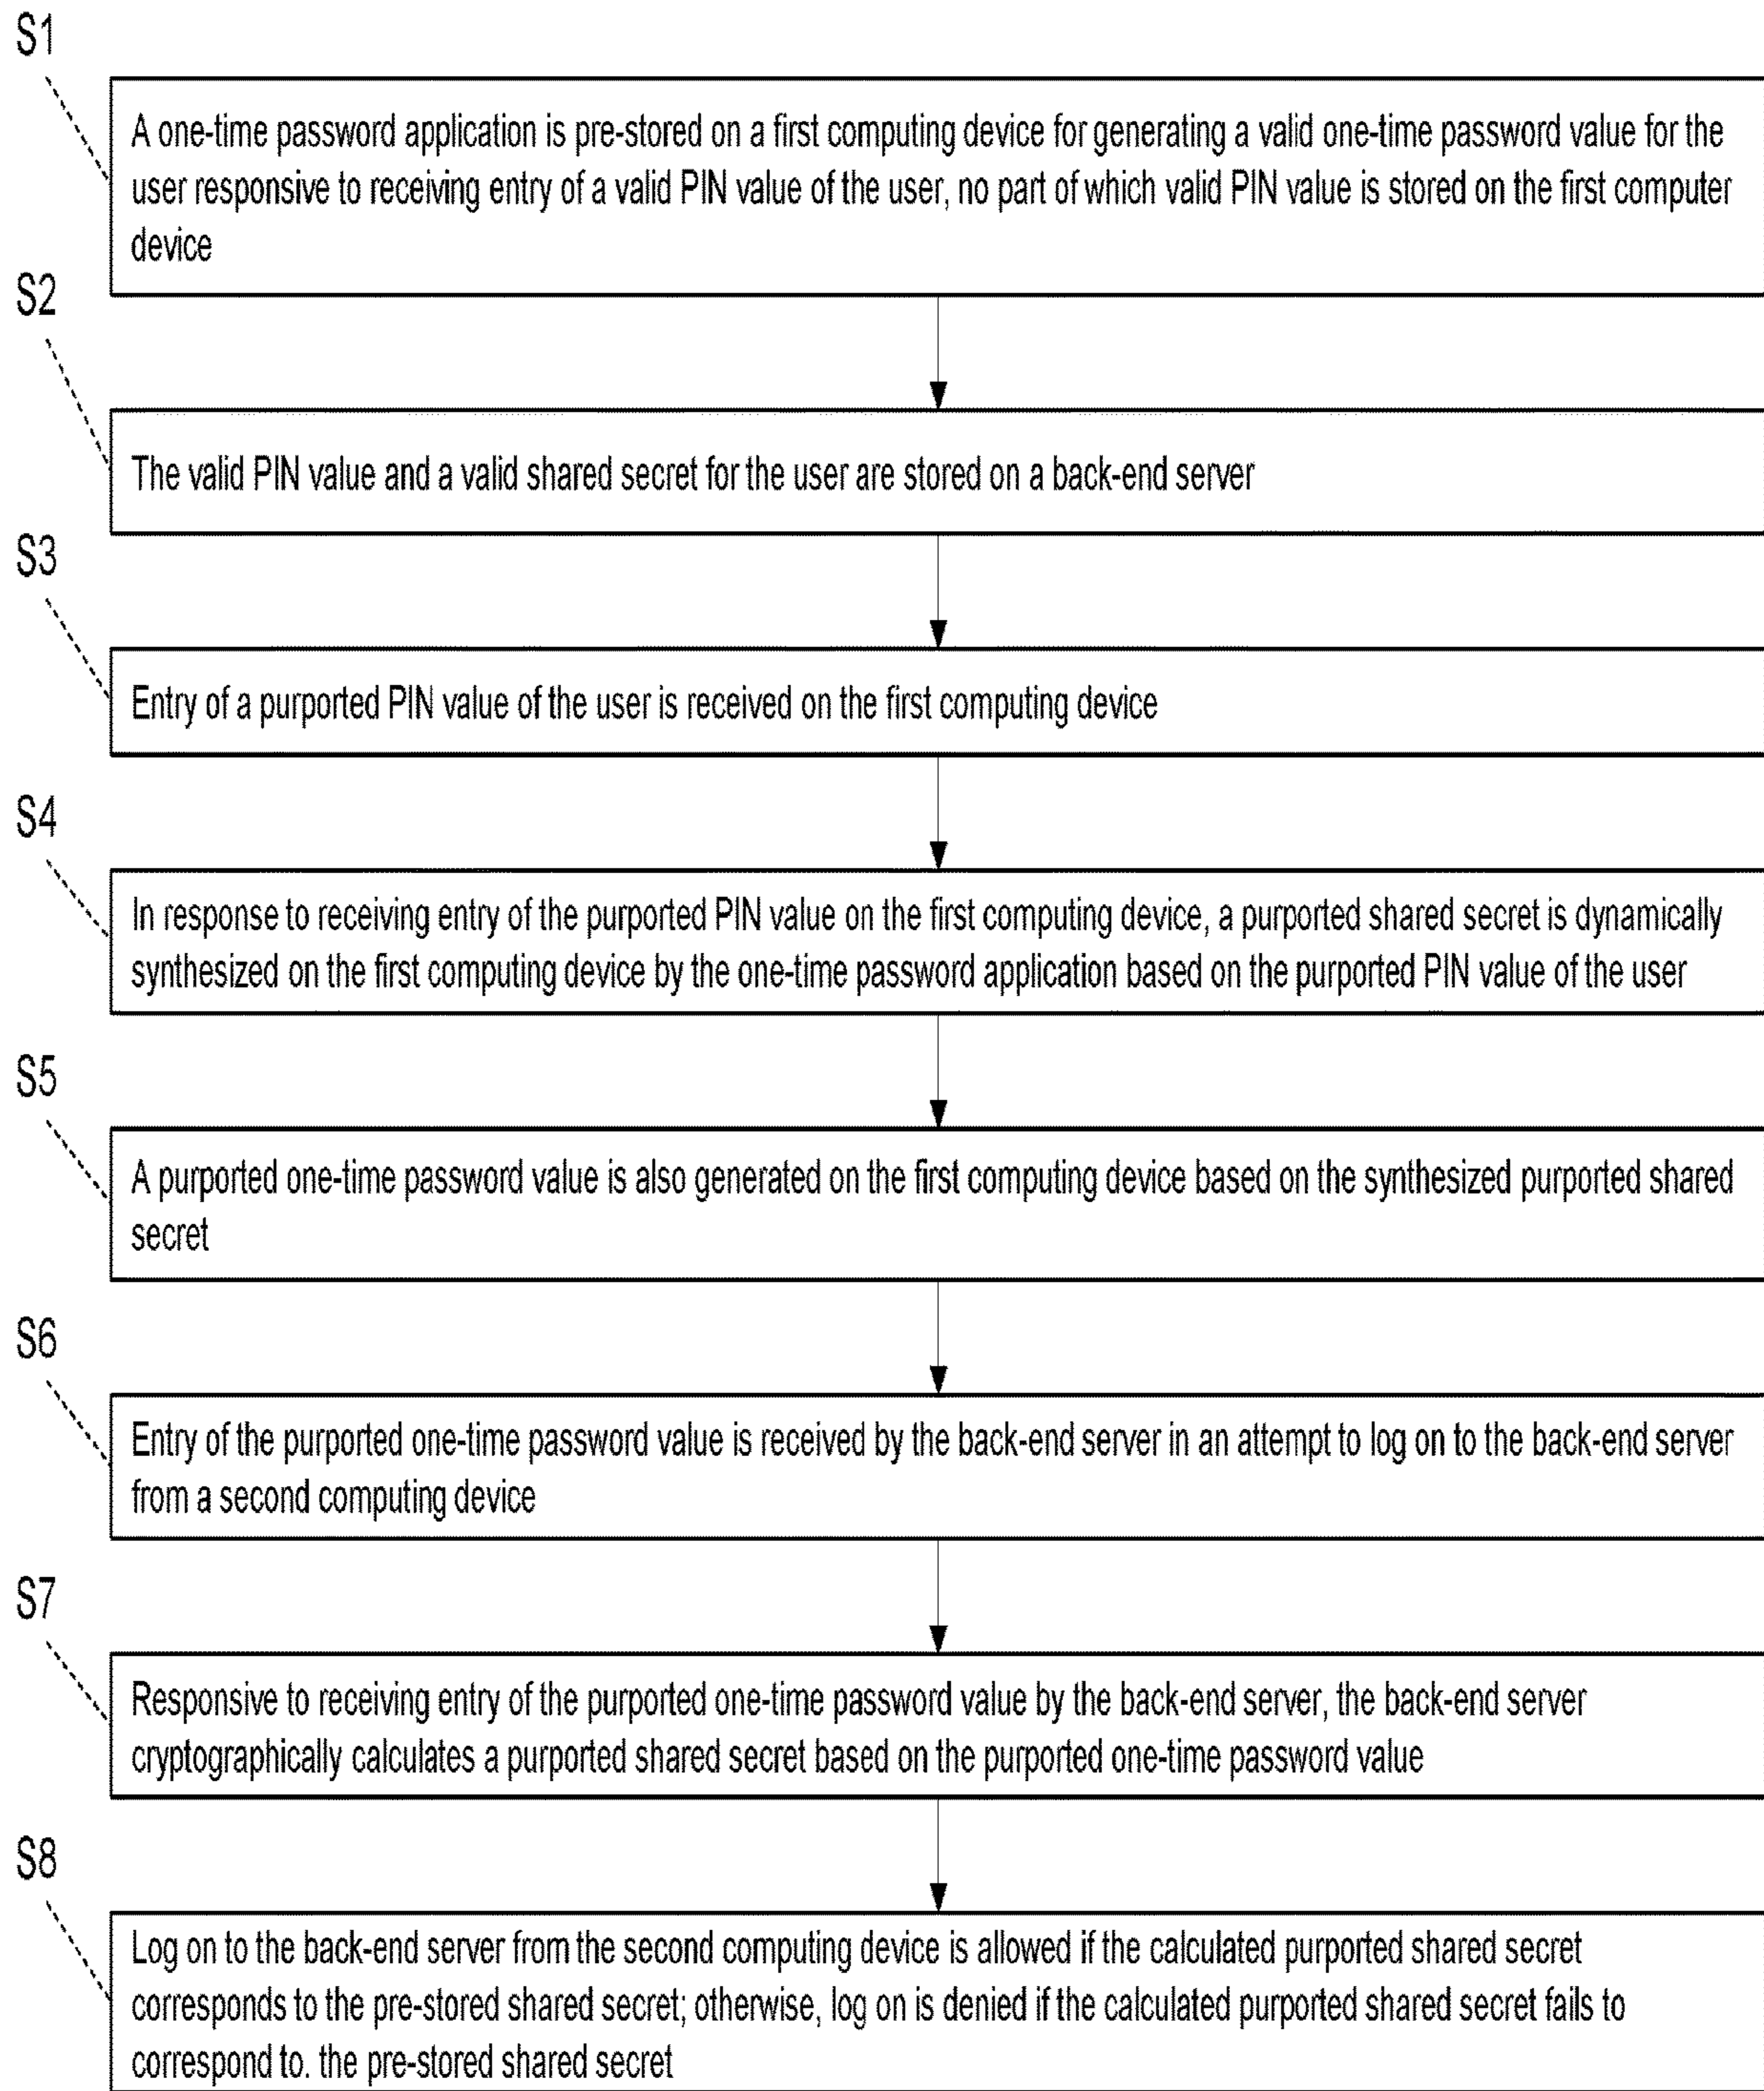 S1
A one-time password application is pre-stored on a first computing device for generating a valid one-time password value for the
user responsive to receiving entry of a valid PIN value of the user, no part of which valid PIN value is stored on the first computer
device
S2
The valid PIN value and a valid shared secret for the user are stored on a back-end server
S3
Entry of a purported PIN value of the user is received on the first computing device
S4
In response to receiving entry of the purported PIN value on the first computing device, a purported shared secret is dynamically
synthesized on the first computing device by the one-time password application based on the purported PIN value of the user
S5
A purported one-time password value is also generated on the first computing device based on the synthesized purported shared
secret
S6
Entry of the purported one-time password value is received by the back-end server in an attempt to log on to the back-end server
from a second computing device
S7
Responsive to receiving entry of the purported one-time password value by the back-end server, the back-end server
cryptographically calculates a purported shared secret based on the purported one-time password value
S8
Log on to the back-end server from the second computing device is allowed if the calculated purported shared secret
corresponds to the pre-stored shared secret; otherwise, log on is denied if the calculated purported shared secret fails to
correspond to. the pre-stored shared secret